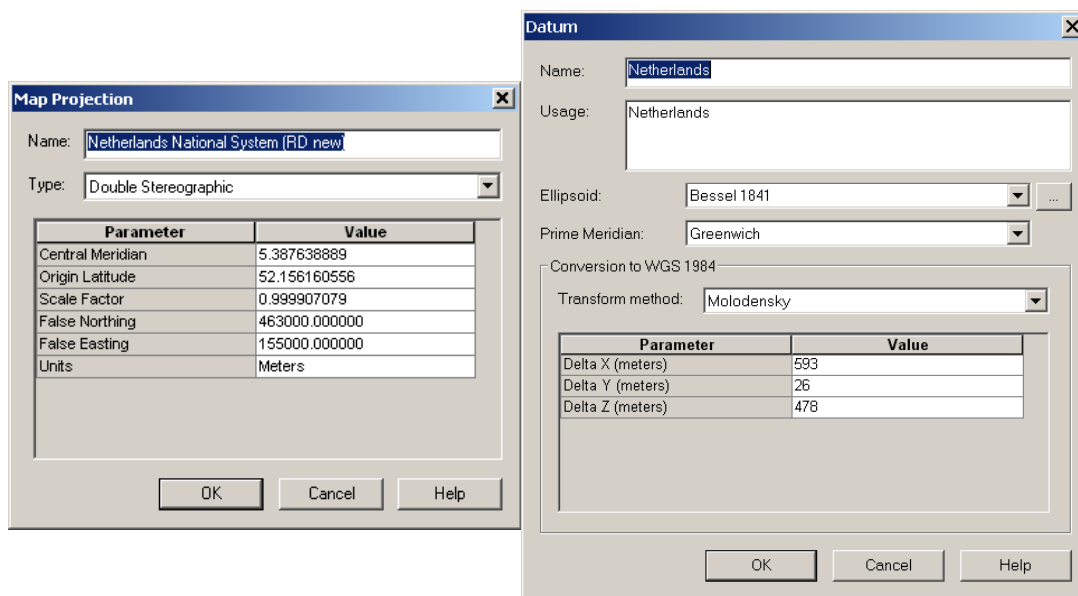 Map Projection
Name: Netherlands National System (RD new)
Type: Double Stereographic
Parameter Value
Central Meridian 5.387638889
Origin Latitude 52.156160556
Scale Factor 0.999907079
False Northing 463000.000000
False Easting 155000.000000
Units Meters
OK Cancel Help
Datum
Name: Netherlands
Usage: Netherlands
Ellipsoid: Bessel 1841 ...
Prime Meridian: Greenwich
Conversion to WGS 1984
Transform method: Molodensky
Parameter Value
Delta X (meters) 593
Delta Y (meters) 26
Delta Z (meters) 478
OK Cancel Help